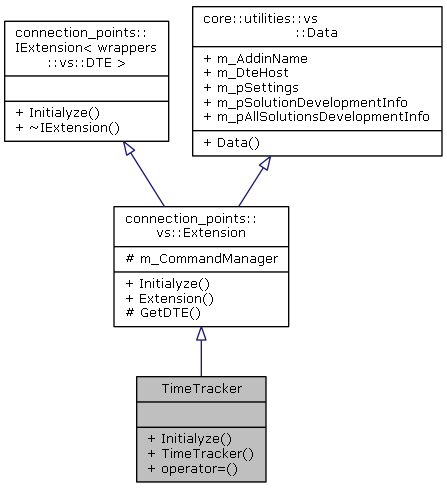 connection_points::
IExtension< wrappers
::vs::DTE >
+ Initialyze()
+ ~IExtension()
core::utilities::vs
::Data
+ m_AddinName
+ m_DteHost
+ m_pSettings
+ m_pSolutionDevelopmentInfo
+ m_pAllSolutionsDevelopmentInfo
+ Data()
connection_points::
vs::Extension
# m_CommandManager
+ Initialyze()
+ Extension()
# GetDTE()
TimeTracker
+ Initialyze()
+ TimeTracker()
+ operator=()